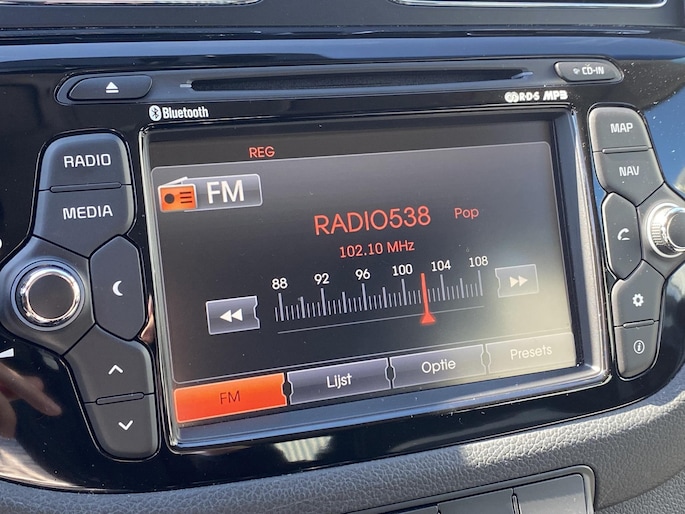 CD-IN
Bluetooth
R·D·S MP3
RADIO
MEDIA
MAP
NAV
REG
FM
RADIO538 Pop
102.10 MHz
88 92 96 100 104 108
FM Lijst Optie Presets